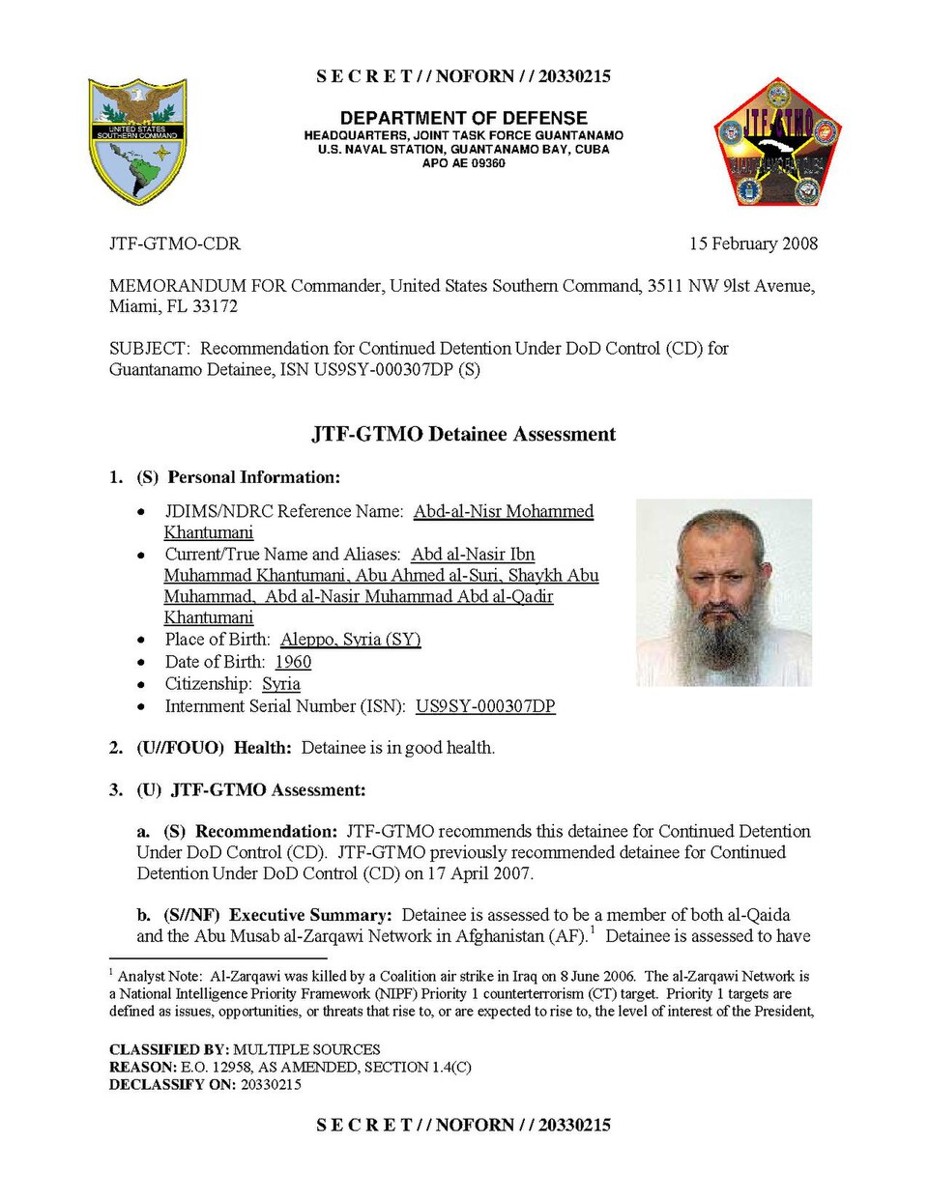 S E C R E T / / NOFORN / / 20330215
DEPARTMENT OF DEFENSE
HEADQUARTERS, JOINT TASK FORCE GUANTANAMO
U.S. NAVAL STATION, GUANTANAMO BAY, CUBA
APO AE 09360
UNITED STATES
SOUTHERN COMMAND
JTF GTMO
JTF-GTMO-CDR 15 February 2008
MEMORANDUM FOR Commander, United States Southern Command, 3511 NW 9lst Avenue,
Miami, FL 33172
SUBJECT: Recommendation for Continued Detention Under DoD Control (CD) for
Guantanamo Detainee, ISN US9SY-000307DP (S)
JTF-GTMO Detainee Assessment
1. (S) Personal Information:
• JDIMS/NDRC Reference Name: Abd-al-Nisr Mohammed
Khantumani
• Current/True Name and Aliases: Abd al-Nasir Ibn
Muhammad Khantumani, Abu Ahmed al-Suri, Shaykh Abu
Muhammad, Abd al-Nasir Muhammad Abd al-Qadir
Khantumani
• Place of Birth: Aleppo, Syria (SY)
• Date of Birth: 1960
• Citizenship: Syria
• Internment Serial Number (ISN): US9SY-000307DP
2. (U//FOUO) Health: Detainee is in good health.
3. (U) JTF-GTMO Assessment:
a. (S) Recommendation: JTF-GTMO recommends this detainee for Continued Detention
Under DoD Control (CD). JTF-GTMO previously recommended detainee for Continued
Detention Under DoD Control (CD) on 17 April 2007.
b. (S//NF) Executive Summary: Detainee is assessed to be a member of both al-Qaida
and the Abu Musab al-Zarqawi Network in Afghanistan (AF).1 Detainee is assessed to have
1 Analyst Note: Al-Zarqawi was killed by a Coalition air strike in Iraq on 8 June 2006. The al-Zarqawi Network is
a National Intelligence Priority Framework (NIPF) Priority 1 counterterrorism (CT) target. Priority 1 targets are
defined as issues, opportunities, or threats that rise to, or are expected to rise to, the level of interest of the President,
CLASSIFIED BY: MULTIPLE SOURCES
REASON: E.O. 12958, AS AMENDED, SECTION 1.4(C)
DECLASSIFY ON: 20330215
S E C R E T / / NOFORN / / 20330215